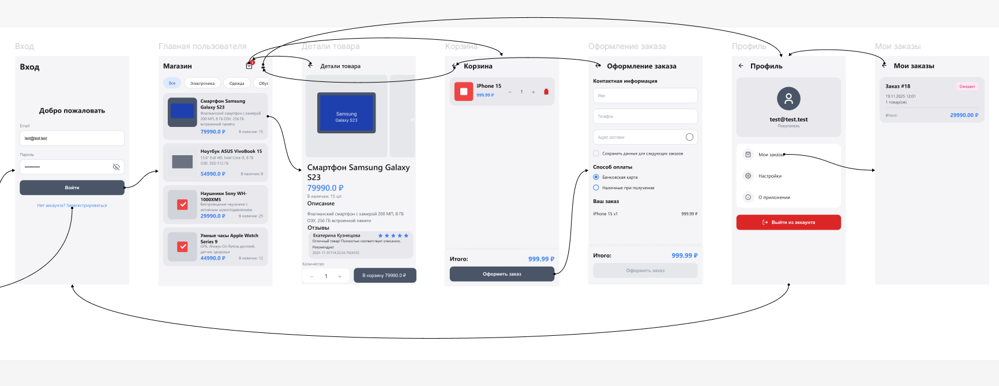 Вход
Вход
Добро пожаловать
Email
test@test.test
Пароль
Войти
Нет аккаунта? Зарегистрироваться
Главная пользователя
Магазин
1
Все
Электроника
Одежда
Обув
Смартфон Samsung
Galaxy S23
Флагманский смартфон с камерой
200 МП, 8 ГБ ОЗУ, 256 ГБ
встроенной памяти
79990.0 ₽
В наличии: 15
Ноутбук ASUS VivoBook 15
15.6" Full HD, Intel Core i5, 8 ГБ
ОЗУ, SSD 512 ГБ
54990.0 ₽
В наличии: 8
Наушники Sony WH-
1000XM5
Беспроводные наушники с
активным шумоподавлением
29990.0 ₽
В наличии: 25
Умные часы Apple Watch
Series 9
GPS, Always-On Retina дисплей,
датчик здоровья
44990.0 ₽
В наличии: 12
Детали товара
Детали товара
Samsung
Galaxy S23
Смартфон Samsung Galaxy
S23
79990.0 ₽
В наличии: 15 шт.
Описание
Флагманский смартфон с камерой 200 МП, 8 ГБ
ОЗУ, 256 ГБ встроенной памяти
Отзывы
Екатерина Кузнецова
Отличный товар! Полностью соответствует описанию.
Рекомендую!
2025-11-01T14:22:24.792433Z
Количество
− 1 +
В корзину 79990.0 ₽
Корзина
Корзина
iPhone 15
999.99 ₽
− 1 +
Итого:
999.99 ₽
Оформить заказ
Оформление заказа
Оформление заказа
Контактная информация
Имя
Телефон
Адрес доставки
Сохранить данные для следующих заказов
Способ оплаты
Банковская карта
Наличные при получении
Ваш заказ
iPhone 15 x1
999.99 ₽
Итого:
999.99 ₽
Оформить заказ
Профиль
Профиль
test@test.test
Покупатель
Мои заказы
Настройки
О приложении
Выйти из аккаунта
Мои заказы
Мои заказы
Заказ #18
Ожидает
19.11.2025 12:01
1 товар(ов)
Итого:
29990.00 ₽